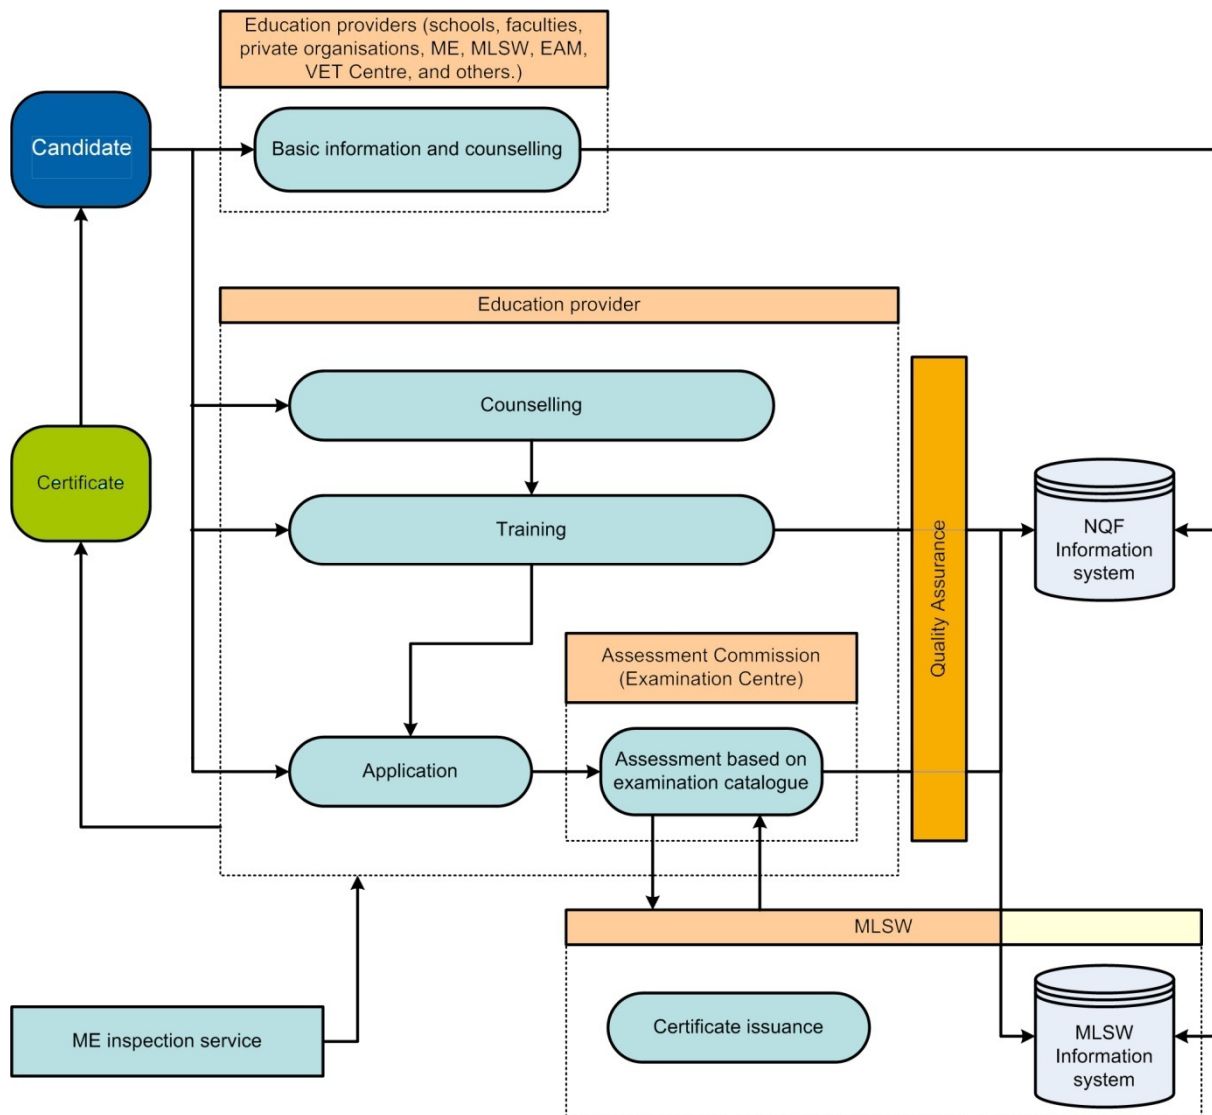 Education providers (schools, faculties,
private organisations, ME, MLSW, EAM,
VET Centre, and others.)
Candidate
Basic information and counselling
Education provider
Counselling
Certificate
Training
Quality Assurance
NQF
Information
system
Assessment Commission
(Examination Centre)
Application
Assessment based on
examination catalogue
MLSW
ME inspection service
Certificate issuance
MLSW
Information
system